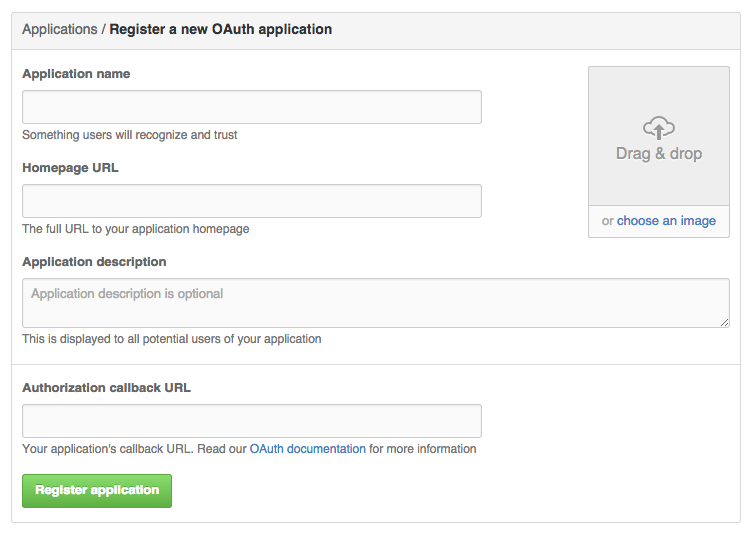 Applications / Register a new OAuth application
Application name
Something users will recognize and trust
Drag & drop
or choose an image
Homepage URL
The full URL to your application homepage
Application description
Application description is optional
This is displayed to all potential users of your application
Authorization callback URL
Your application's callback URL. Read our OAuth documentation for more information
Register application